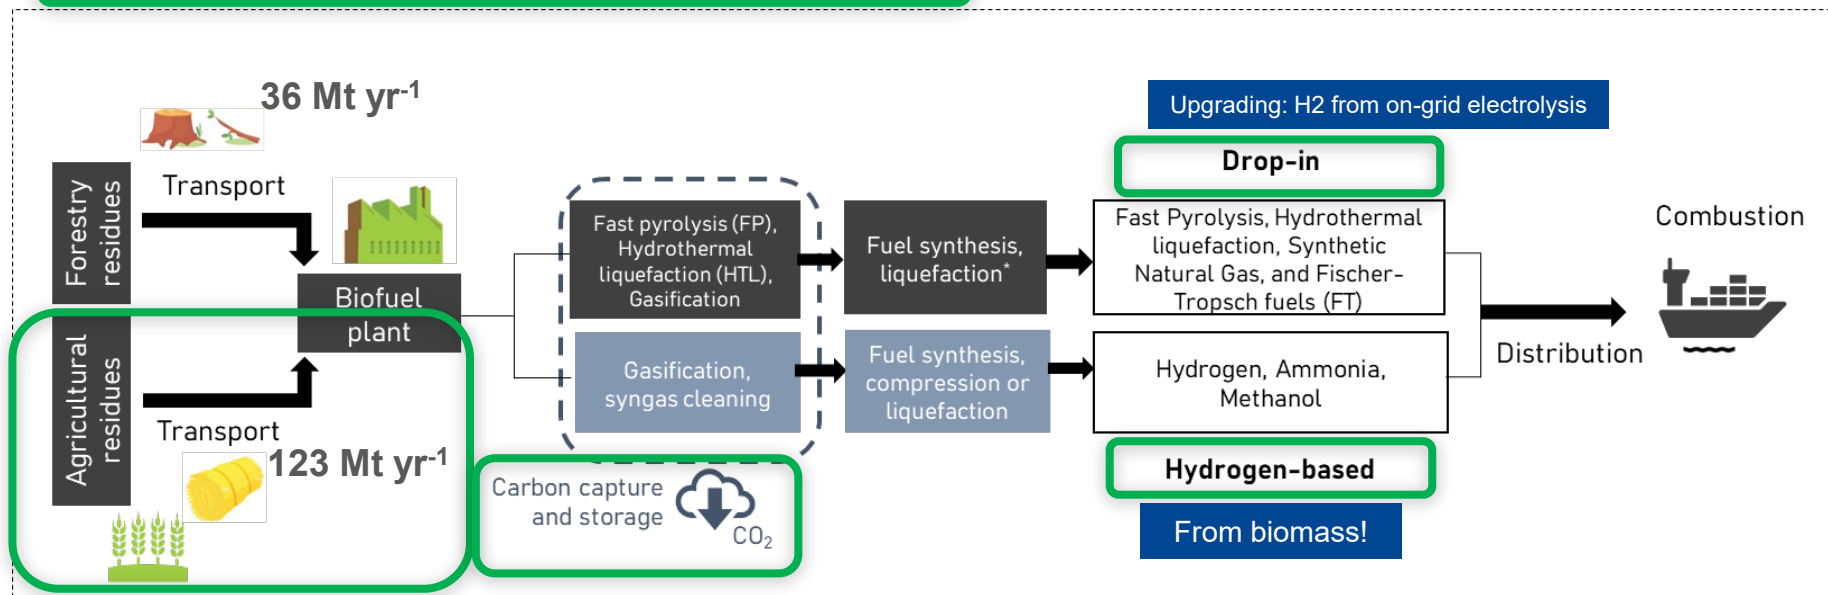 36 Mt yr⁻¹
Upgrading: H2 from on-grid electrolysis
Drop-in
Forestry
residues
Transport
Biofuel
plant
Fast pyrolysis (FP),
Hydrothermal
liquefaction (HTL),
Gasification
Fuel synthesis,
liquefaction*
Fast Pyrolysis, Hydrothermal
liquefaction, Synthetic
Natural Gas, and Fischer-
Tropsch fuels (FT)
Combustion
Agricultural
residues
Transport
123 Mt yr⁻¹
Gasification,
syngas cleaning
Fuel synthesis,
compression or
liquefaction
Hydrogen, Ammonia,
Methanol
Distribution
Carbon capture
and storage
CO₂
Hydrogen-based
From biomass!